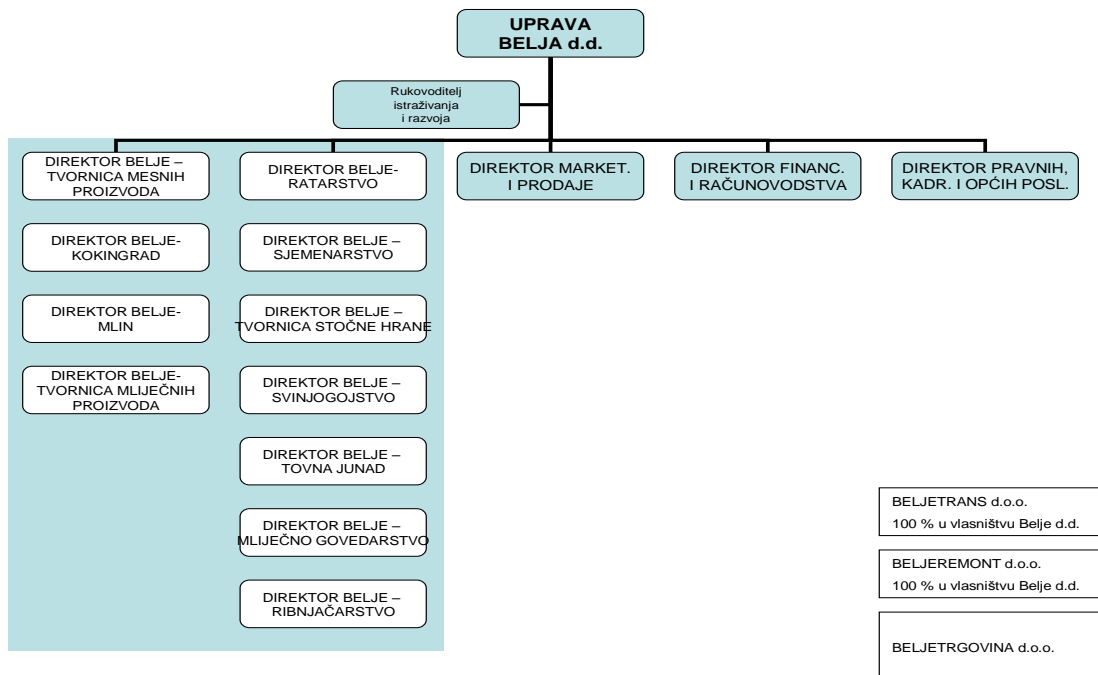 UPRAVA
BELJA d.d.
Rukovoditelj
istraživanja
i razvoja
DIREKTOR BELJE –
TVORNICA MESNIH
PROIZVODA
DIREKTOR BELJE-
RATARSTVO
DIREKTOR MARKET.
I PRODAJE
DIREKTOR FINANC.
I RAČUNOVODSTVA
DIREKTOR PRAVNIH,
KADR. I OPĆIH POSL.
DIREKTOR BELJE-
KOKINGRAD
DIREKTOR BELJE –
SJEMENARSTVO
DIREKTOR BELJE-
MLIN
DIREKTOR BELJE –
TVORNICA STOČNE HRANE
DIREKTOR BELJE-
TVORNICA MLIJEČNIH
PROIZVODA
DIREKTOR BELJE –
SVINJOGOJSTVO
DIREKTOR BELJE –
TOVNA JUNAD
DIREKTOR BELJE –
MLIJEČNO GOVEDARSTVO
DIREKTOR BELJE –
RIBNJAČARSTVO
BELJETRANS d.o.o.
100 % u vlasništvu Belje d.d.
BELJEREMONT d.o.o.
100 % u vlasništvu Belje d.d.
BELJETRGOVINA d.o.o.